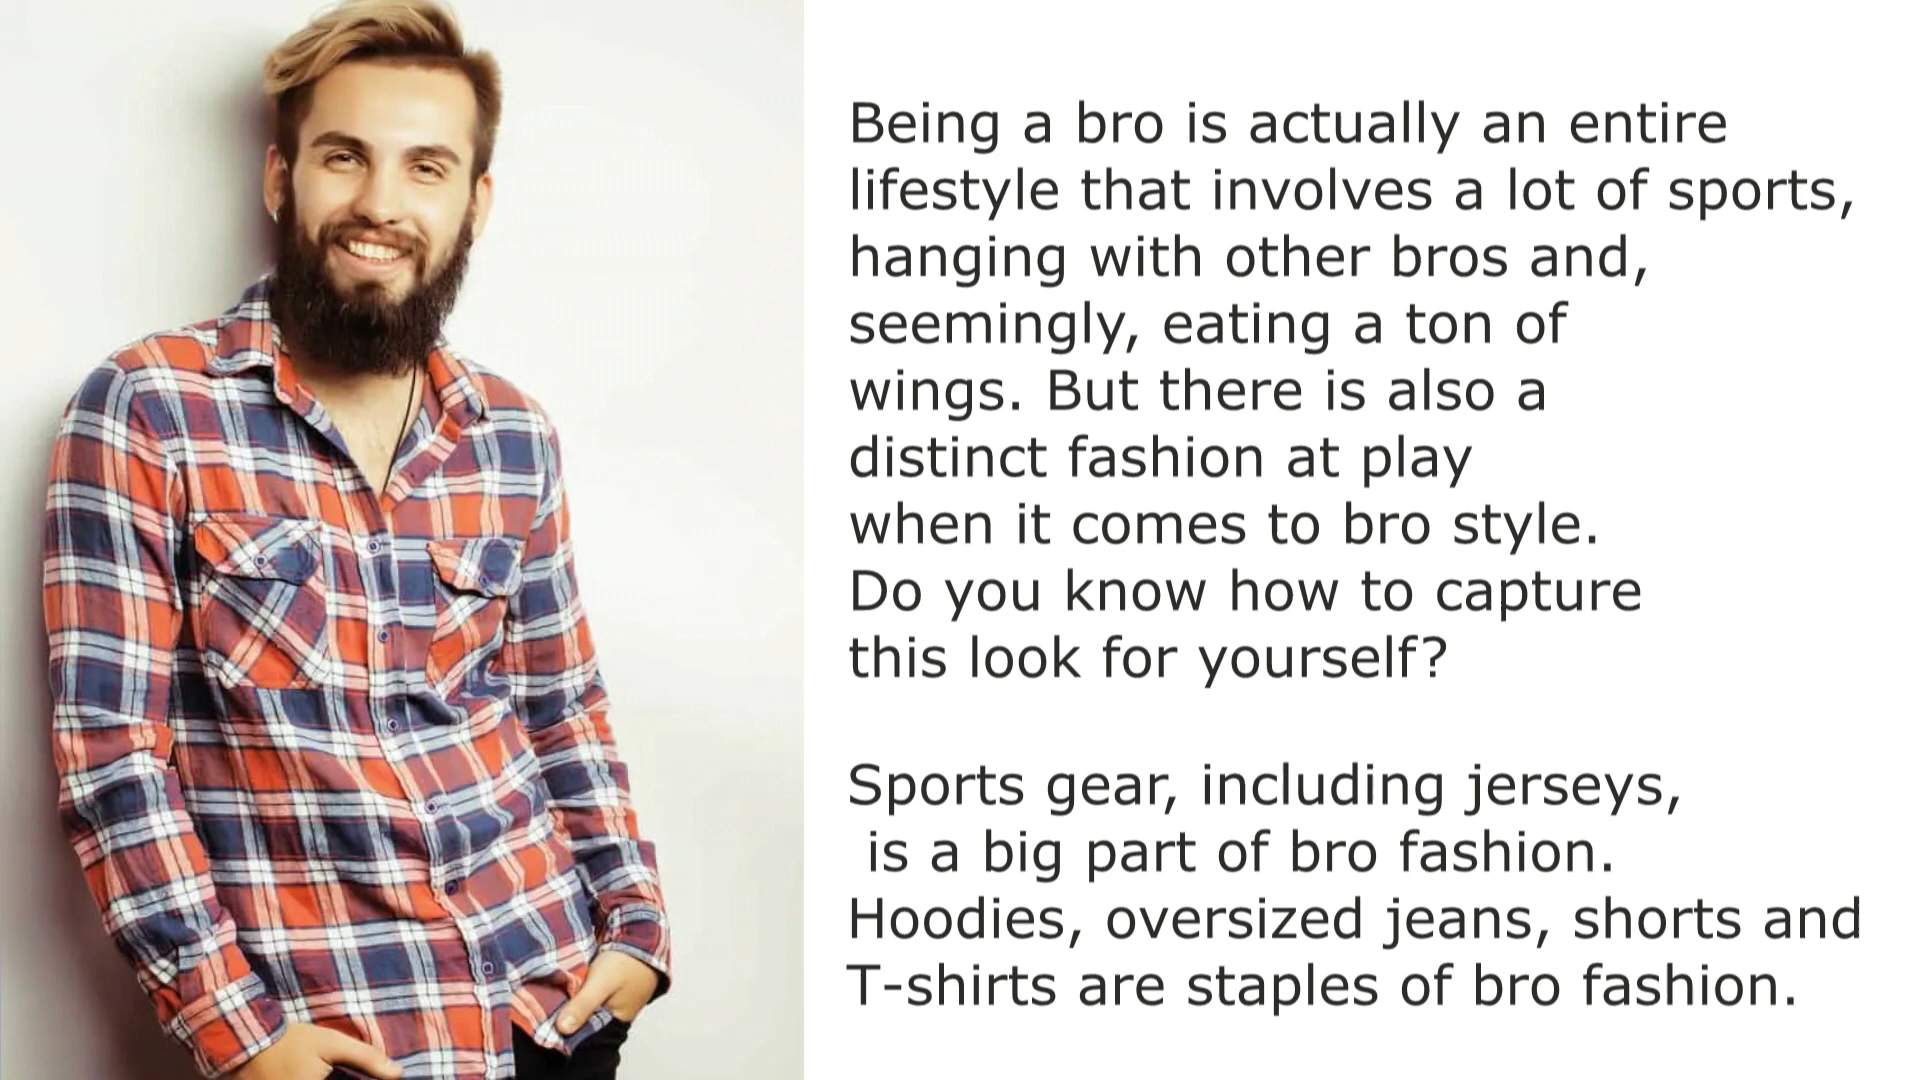 Being a bro is actually an entire
lifestyle that involves a lot of sports,
hanging with other bros and,
seemingly, eating a ton of
wings. But there is also a
distinct fashion at play
when it comes to bro style.
Do you know how to capture
this look for yourself?
Sports gear, including jerseys,
is a big part of bro fashion.
Hoodies, oversized jeans, shorts and
T-shirts are staples of bro fashion.